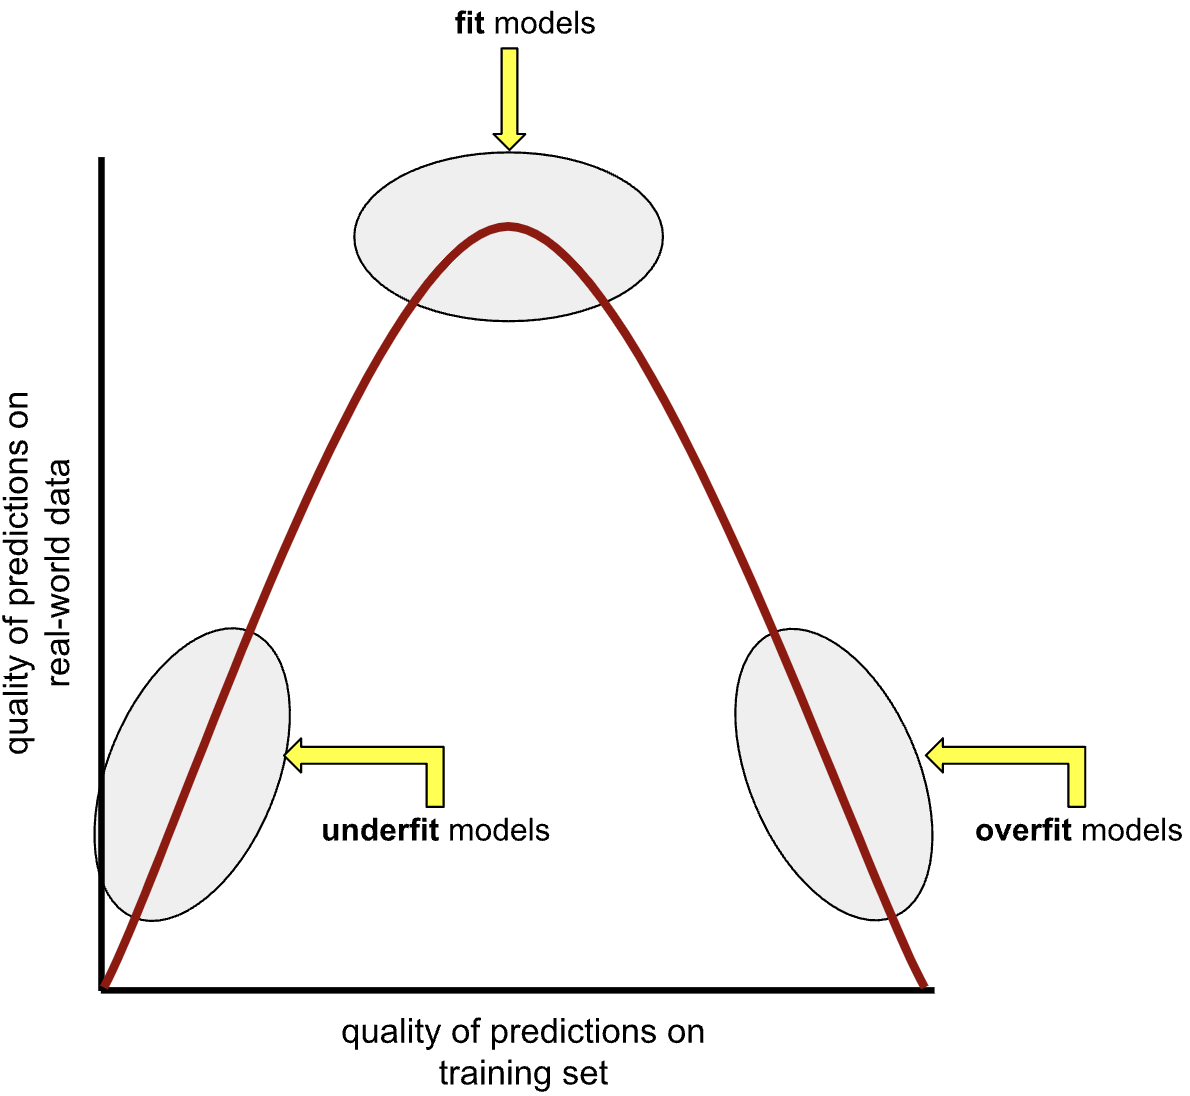 fit models
quality of predictions on
real-world data
underfit models
overfit models
quality of predictions on
training set